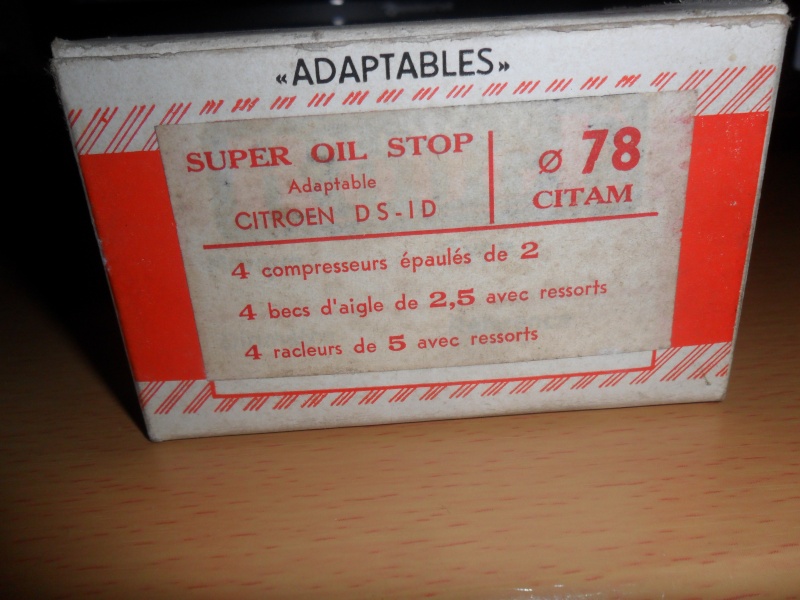 «ADAPTABLES»
SUPER OIL STOP
Adaptable
CITROEN DS-ID
ø 78
CITAM
4 compresseurs épaulés de 2
4 becs d'aigle de 2,5 avec ressorts
4 racleurs de 5 avec ressorts